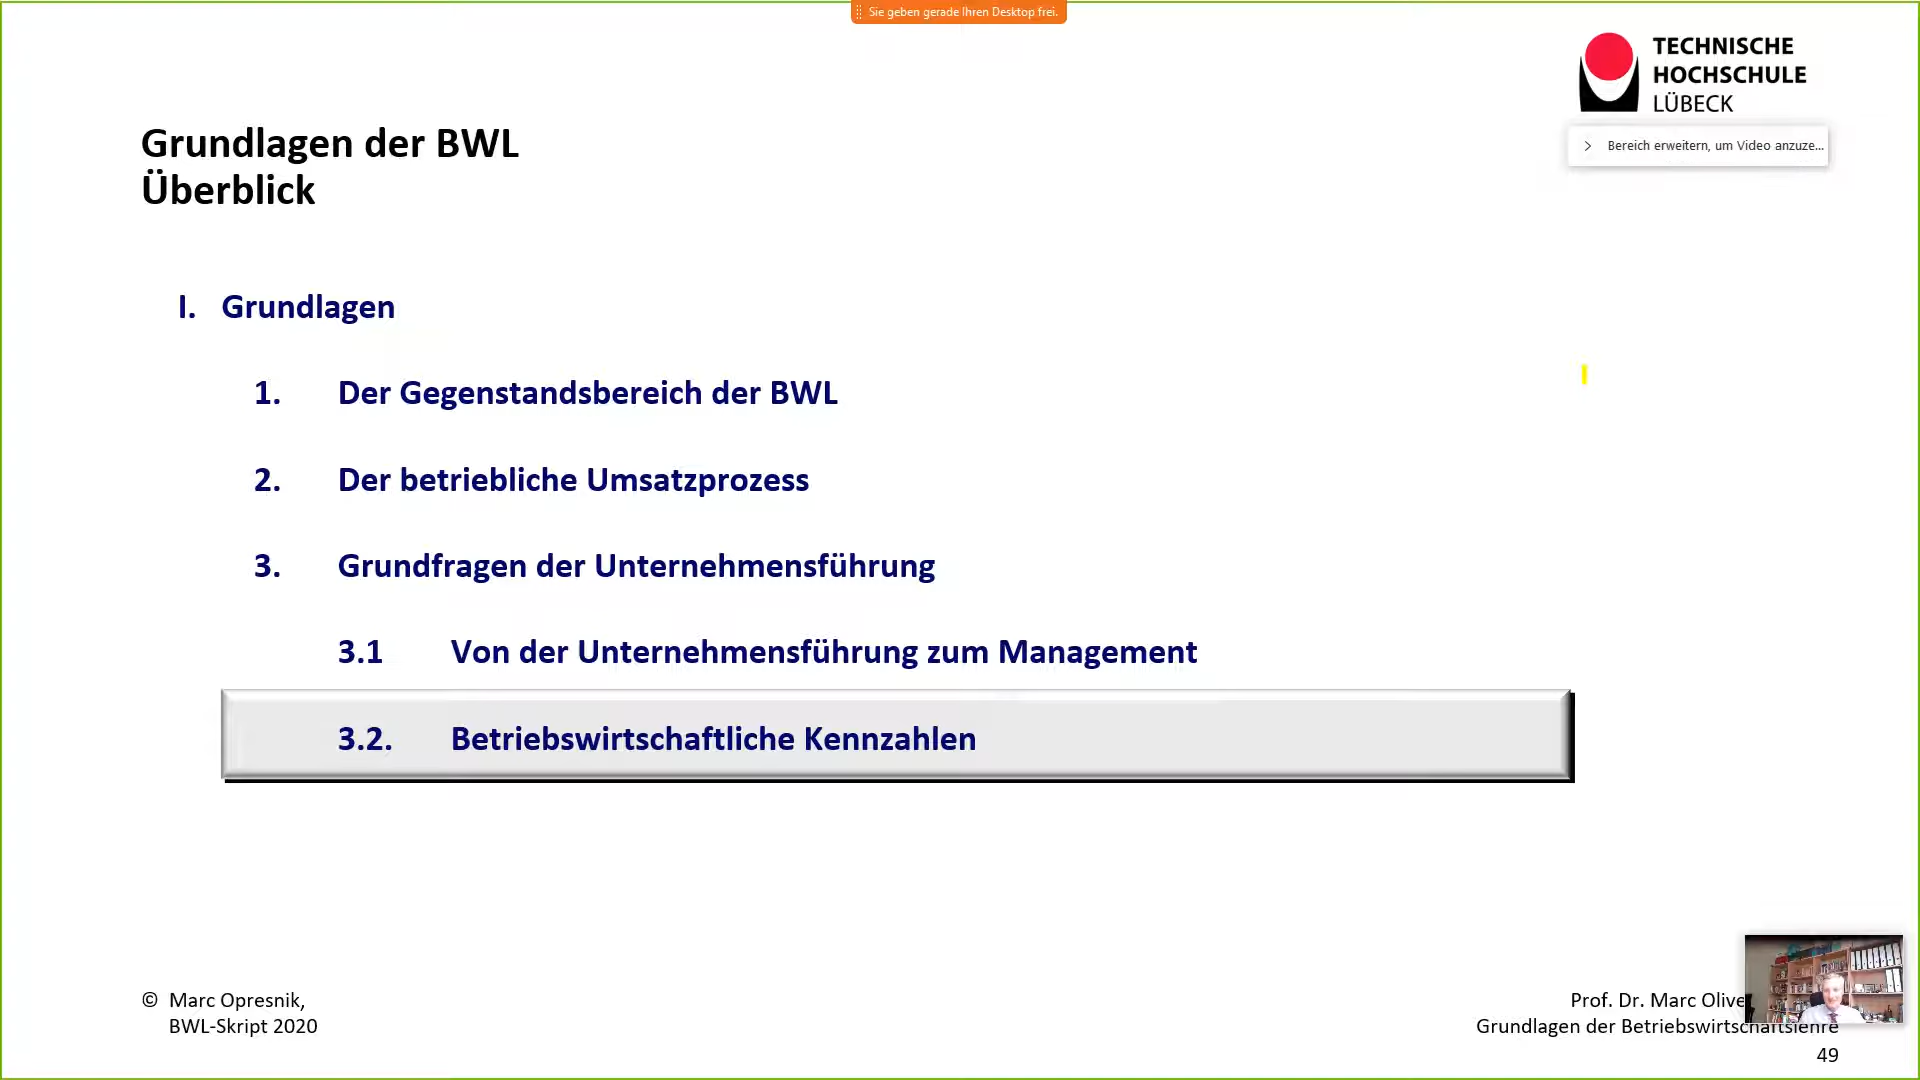 Sie geben gerade Ihren Desktop frei.
TECHNISCHE
HOCHSCHULE
LÜBECK
Bereich erweitern, um Video anzuze...
Grundlagen der BWL
Überblick
I. Grundlagen
1. Der Gegenstandsbereich der BWL
2. Der betriebliche Umsatzprozess
3. Grundfragen der Unternehmensführung
3.1 Von der Unternehmensführung zum Management
3.2. Betriebswirtschaftliche Kennzahlen
© Marc Opresnik,
BWL-Skript 2020
Prof. Dr. Marc Olive
Grundlagen der Betriebswirtschaftslehre
49